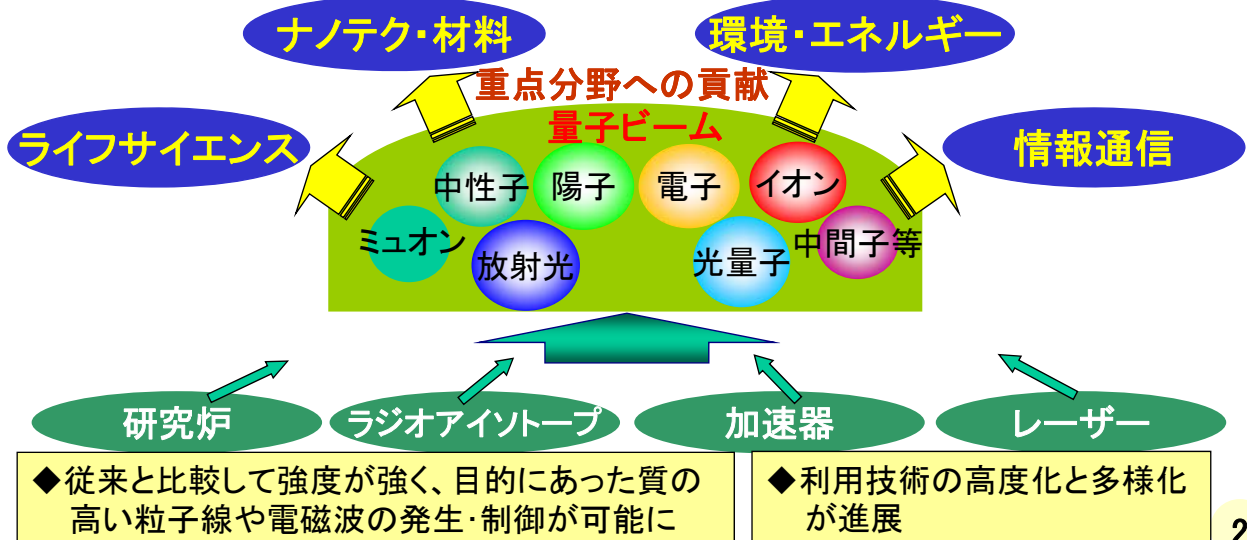 ナノテク・材料
環境・エネルギー
重点分野への貢献
量子ビーム
ライフサイエンス
情報通信
中性子
陽子
電子
イオン
ミュオン
放射光
光量子
中間子等
研究炉
ラジオアイソトープ
加速器
レーザー
◆従来と比較して強度が強く、目的にあった質の
高い粒子線や電磁波の発生・制御が可能に
◆利用技術の高度化と多様化
が進展
2